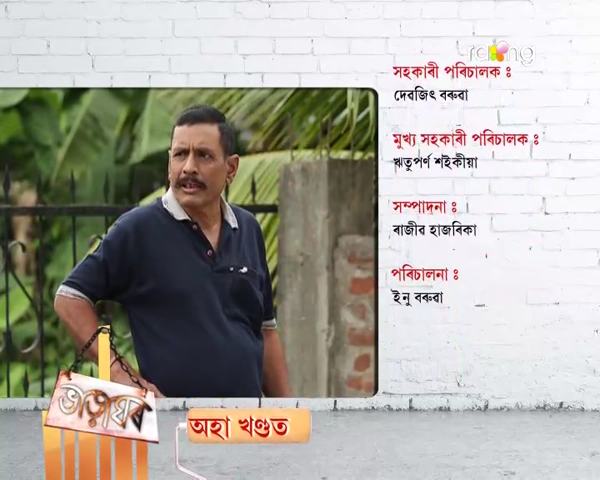 rang
সহকাৰী পৰিচালক ঃ
দেৱজিৎ বৰুৱা
মুখ্য সহকাৰী পৰিচালক ঃ
ঋতুপৰ্ণ শইকীয়া
সম্পাদনা ঃ
ৰাজীৱ হাজৰিকা
পৰিচালনা ঃ
ইনু বৰুৱা
ভাড়াঘৰ
অহা খণ্ডত